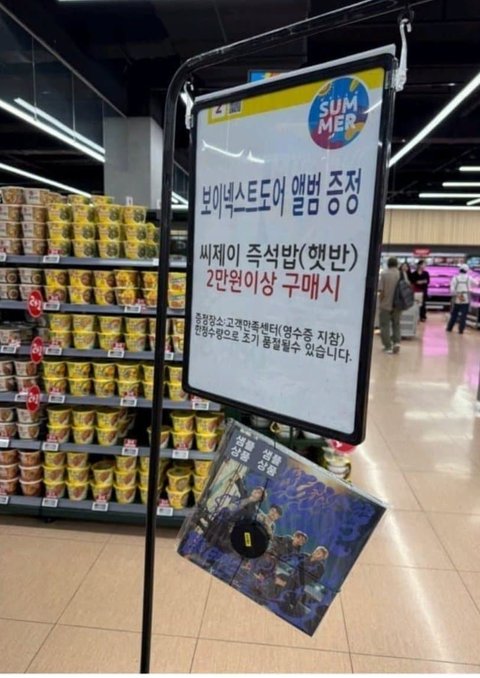 2
SUM
MER
보이넥스트도어 앨범 증정
씨제이 즉석밥(햇반)
2만원이상 구매시
증정장소:고객만족센터(영수증 지참)
한정수량으로 조기 품절될수 있습니다.
샘플
상품
샘플
상품